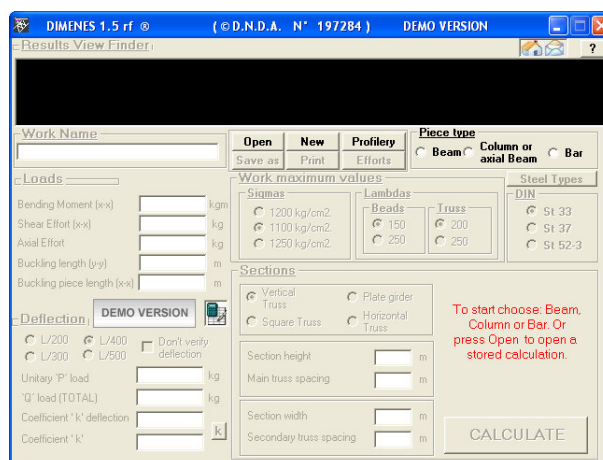 DIMENES 1.5 rf ® ( © D.N.D.A. N° 197284 ) DEMO VERSION
Results View Finder
?
Work Name
Open New Profilery
Save as Print Efforts
Piece type
Beam Column or axial Beam Bar
Loads
Bending Moment (x-x) kgm
Shear Effort (x-x) kg
Axial Effort kg
Buckling length (y-y) m
Buckling piece length (x-x) m
Work maximum values
Sigmas
1200 kg/cm2.
1100 kg/cm2.
1250 kg/cm2.
Lambdas
Beads
150
250
Truss
200
250
Steel Types
DIN
St 33
St 37
St 52-3
Deflection
DEMO VERSION
L/200 L/400 Don't verify deflection
L/300 L/500
Unitary 'P' load kg
'Q' load (TOTAL) kg
Coefficient ' k' deflection
Coefficient ' k'
k
Sections
Vertical Truss Plate girder
Square Truss Horizontal Truss
Section height m
Main truss spacing m
Section width m
Secondary truss spacing m
To start choose: Beam,
Column or Bar. Or
press Open to open a
stored calculation.
CALCULATE